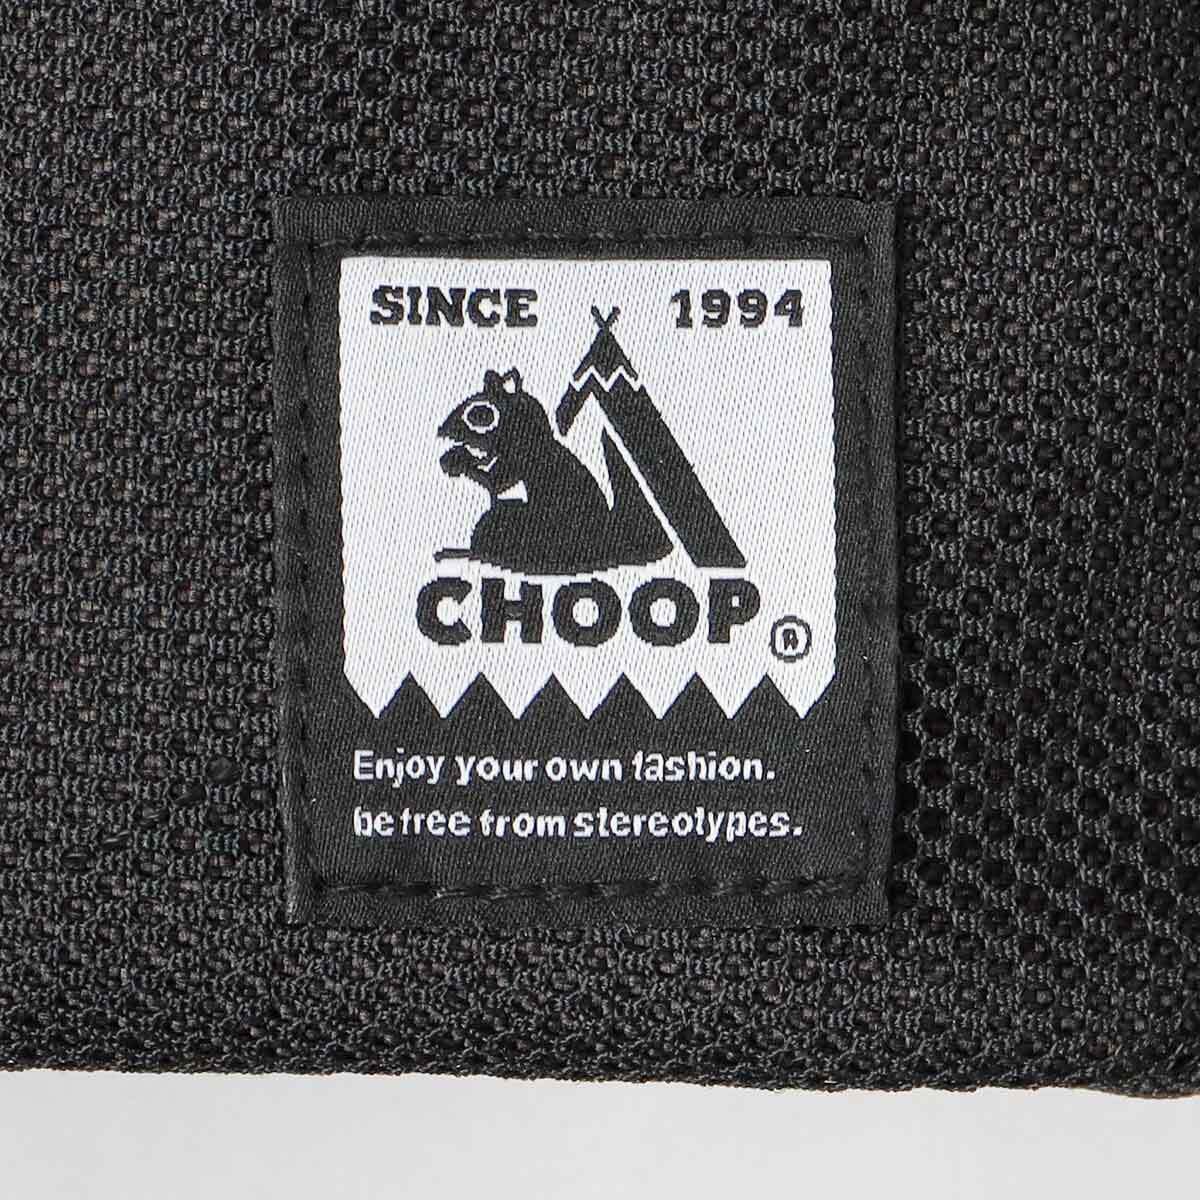 SINCE 1994
CHOOP®
Enjoy your own fashion.
be free from stereotypes.